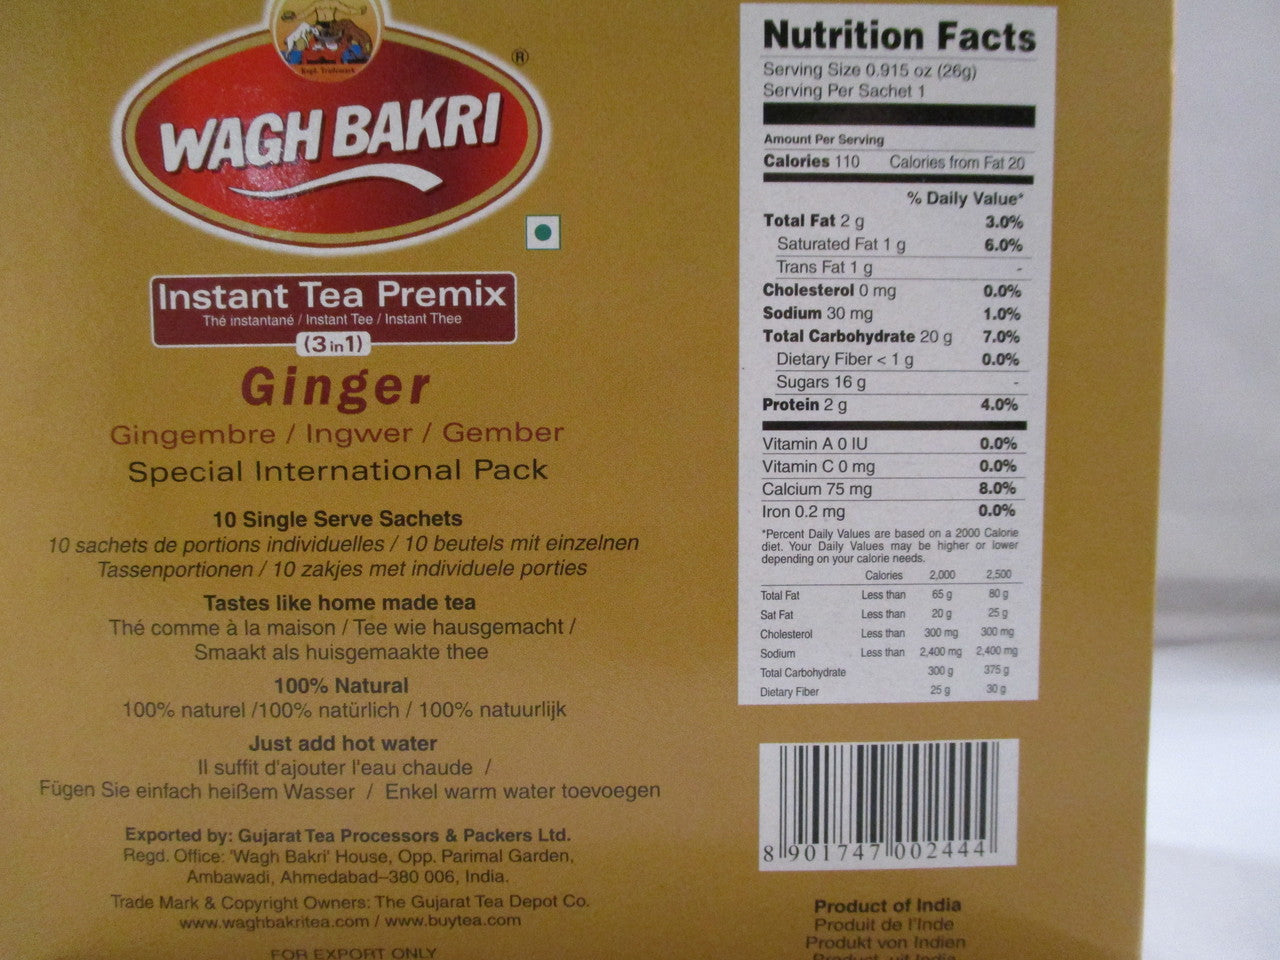 Regd. Trademark
®
WAGH BAKRI
Instant Tea Premix
Thé instantané / Instant Tee / Instant Thee
(3 in 1)
Ginger
Gingembre / Ingwer / Gember
Special International Pack
10 Single Serve Sachets
10 sachets de portions individuelles / 10 beutels mit einzelnen
Tassenportionen / 10 zakjes met individuele porties
Tastes like home made tea
Thé comme à la maison / Tee wie hausgemacht /
Smaakt als huisgemaakte thee
100% Natural
100% naturel /100% natürlich / 100% natuurlijk
Just add hot water
Il suffit d'ajouter l'eau chaude /
Fügen Sie einfach heißem Wasser / Enkel warm water toevoegen
Exported by: Gujarat Tea Processors & Packers Ltd.
Regd. Office: 'Wagh Bakri' House, Opp. Parimal Garden,
Ambawadi, Ahmedabad–380 006, India.
Trade Mark & Copyright Owners: The Gujarat Tea Depot Co.
www.waghbakritea.com / www.buytea.com
FOR EXPORT ONLY
Nutrition Facts
Serving Size 0.915 oz (26g)
Serving Per Sachet 1
Amount Per Serving
Calories 110 Calories from Fat 20
% Daily Value*
Total Fat 2 g 3.0%
Saturated Fat 1 g 6.0%
Trans Fat 1 g -
Cholesterol 0 mg 0.0%
Sodium 30 mg 1.0%
Total Carbohydrate 20 g 7.0%
Dietary Fiber < 1 g 0.0%
Sugars 16 g -
Protein 2 g 4.0%
Vitamin A 0 IU 0.0%
Vitamin C 0 mg 0.0%
Calcium 75 mg 8.0%
Iron 0.2 mg 0.0%
*Percent Daily Values are based on a 2000 Calorie
diet. Your Daily Values may be higher or lower
depending on your calorie needs.
Calories 2,000 2,500
Total Fat Less than 65 g 80 g
Sat Fat Less than 20 g 25 g
Cholesterol Less than 300 mg 300 mg
Sodium Less than 2,400 mg 2,400 mg
Total Carbohydrate 300 g 375 g
Dietary Fiber 25 g 30 g
8 901747 002444
Product of India
Produit de l'Inde
Produkt von Indien
Product uit India